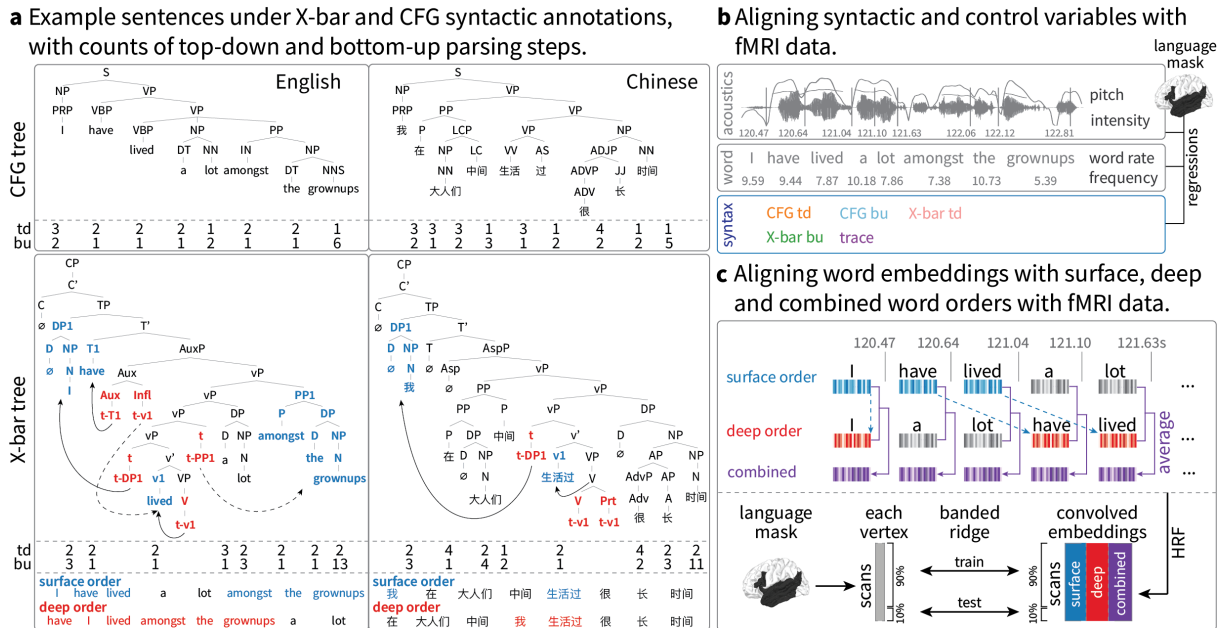 a Example sentences under X-bar and CFG syntactic annotations,
with counts of top-down and bottom-up parsing steps.
CFG tree
English
S
NP VP
PRP VBP VP
I have VBP NP PP
lived DT NN IN NP
a lot amongst DT NNS
the grownups
Chinese
S
NP VP
PRP PP VP
我 P LCP VP NP
在 NP LC VV AS ADJP NN
NN 中间 生活 过 ADVP JJ 时间
大人们 ADV 长
很
td 3 2 2 2 1 2 2 1 3 3 3 1 3 1 4 1 1
bu 2 1 1 1 2 1 1 6 2 1 2 3 1 2 2 2 5
X-bar tree
CP
C'
C TP
∅ DP1 T'
D NP T1 AuxP
∅ N have Aux vP
I Aux Infl vP PP1
t-T1 t-v1 vP DP P DP
vP t D NP amongst D NP
t v' t-PP1 a N the N
t-DP1 v1 VP lot grownups
lived V
t-v1
CP
C'
C TP
∅ DP1 T'
D NP T AspP
∅ N ∅ Asp vP
我 ∅ PP vP
PP P vP DP
P DP 中间 t v' D NP
在 D NP t-DP1 v1 VP ∅ AP N
∅ N 生活过 V AdvP AP 时间
大人们 V Prt Adv A
t-v1 t-v1 很 长
td 2 2 2 3 2 2 2 2 2 4 2 1 2 4 2 2
bu 3 1 1 1 3 1 1 13 3 1 4 2 1 2 3 11
surface order
I have lived a lot amongst the grownups
deep order
have I lived amongst the grownups a lot
surface order
我 在 大人们 中间 生活过 很 长 时间
deep order
在 大人们 中间 我 生活过 很 长 时间
b Aligning syntactic and control variables with
fMRI data.
language
mask
acoustics
pitch
intensity
120.47 120.64 121.04 121.10 121.63 122.06 122.12 122.81
word
I have lived a lot amongst the grownups word rate
9.59 9.44 7.87 10.18 7.86 7.38 10.73 5.39 frequency
syntax
CFG td CFG bu X-bar td
X-bar bu trace
regressions
c Aligning word embeddings with surface, deep
and combined word orders with fMRI data.
120.47 120.64 121.04 121.10 121.63s
surface order I have lived a lot ...
deep order I a lot have lived ...
combined ...
average
language
mask
each
vertex
banded
ridge
convolved
embeddings
HRF
scans
90%
10%
train
test
90%
10%
scans
surface
deep
combined